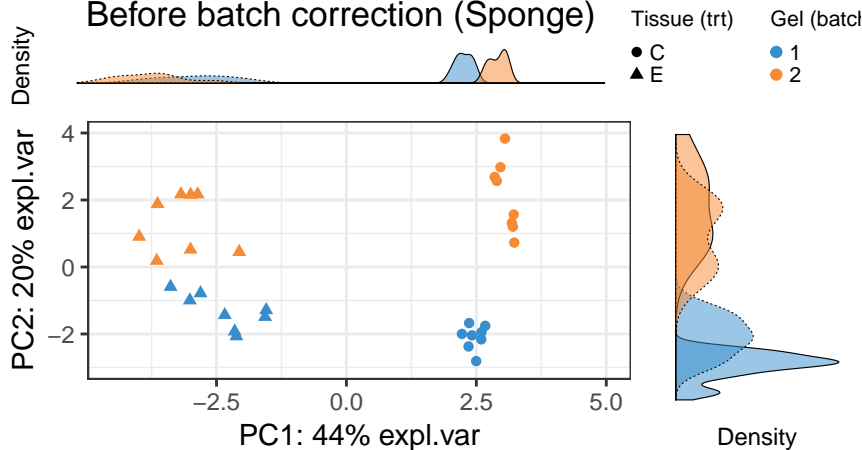 Before batch correction (Sponge)
Tissue (trt)
C
E
Gel (batch
1
2
Density
PC2: 20% expl.var
4
2
0
−2
−2.5
0.0
2.5
5.0
PC1: 44% expl.var
Density